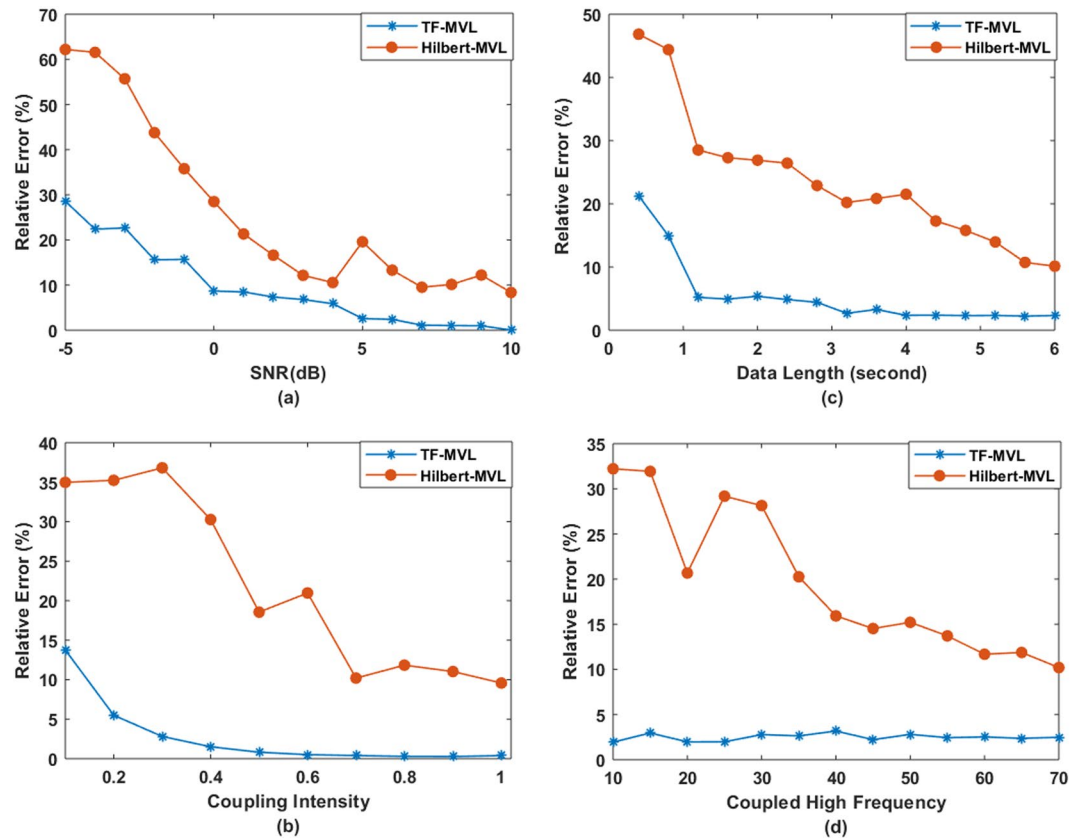 70
60
50
40
30
20
10
0
Relative Error (%)
TF-MVL
Hilbert-MVL
-5 0 5 10
SNR(dB)
(a)
50
40
30
20
10
0
Relative Error (%)
TF-MVL
Hilbert-MVL
0 1 2 3 4 5 6
Data Length (second)
(c)
40
35
30
25
20
15
10
5
0
Relative Error (%)
TF-MVL
Hilbert-MVL
0.2 0.4 0.6 0.8 1
Coupling Intensity
(b)
35
30
25
20
15
10
5
0
Relative Error (%)
TF-MVL
Hilbert-MVL
10 20 30 40 50 60 70
Coupled High Frequency
(d)